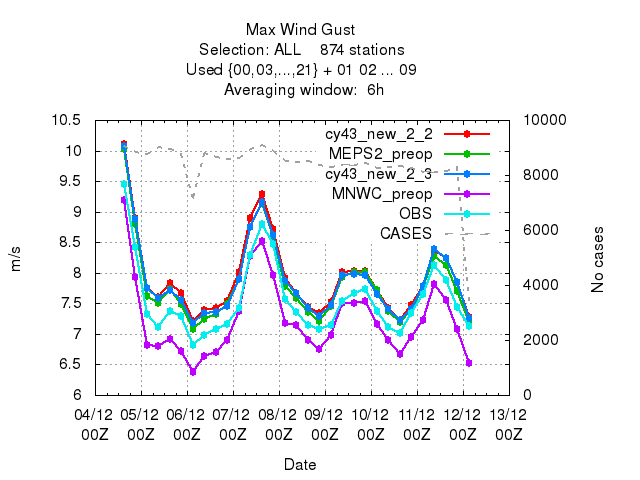 Max Wind Gust
Selection: ALL 874 stations
Used {00,03,...,21} + 01 02 ... 09
Averaging window: 6h
10.5
10
9.5
9
8.5
8
7.5
7
6.5
6
m/s
10000
8000
6000
4000
2000
0
No cases
cy43_new_2_2
MEPS2_preop
cy43_new_2_3
MNWC_preop
OBS
CASES
04/12 05/12 06/12 07/12 08/12 09/12 10/12 11/12 12/12 13/12
00Z 00Z 00Z 00Z 00Z 00Z 00Z 00Z 00Z 00Z
Date